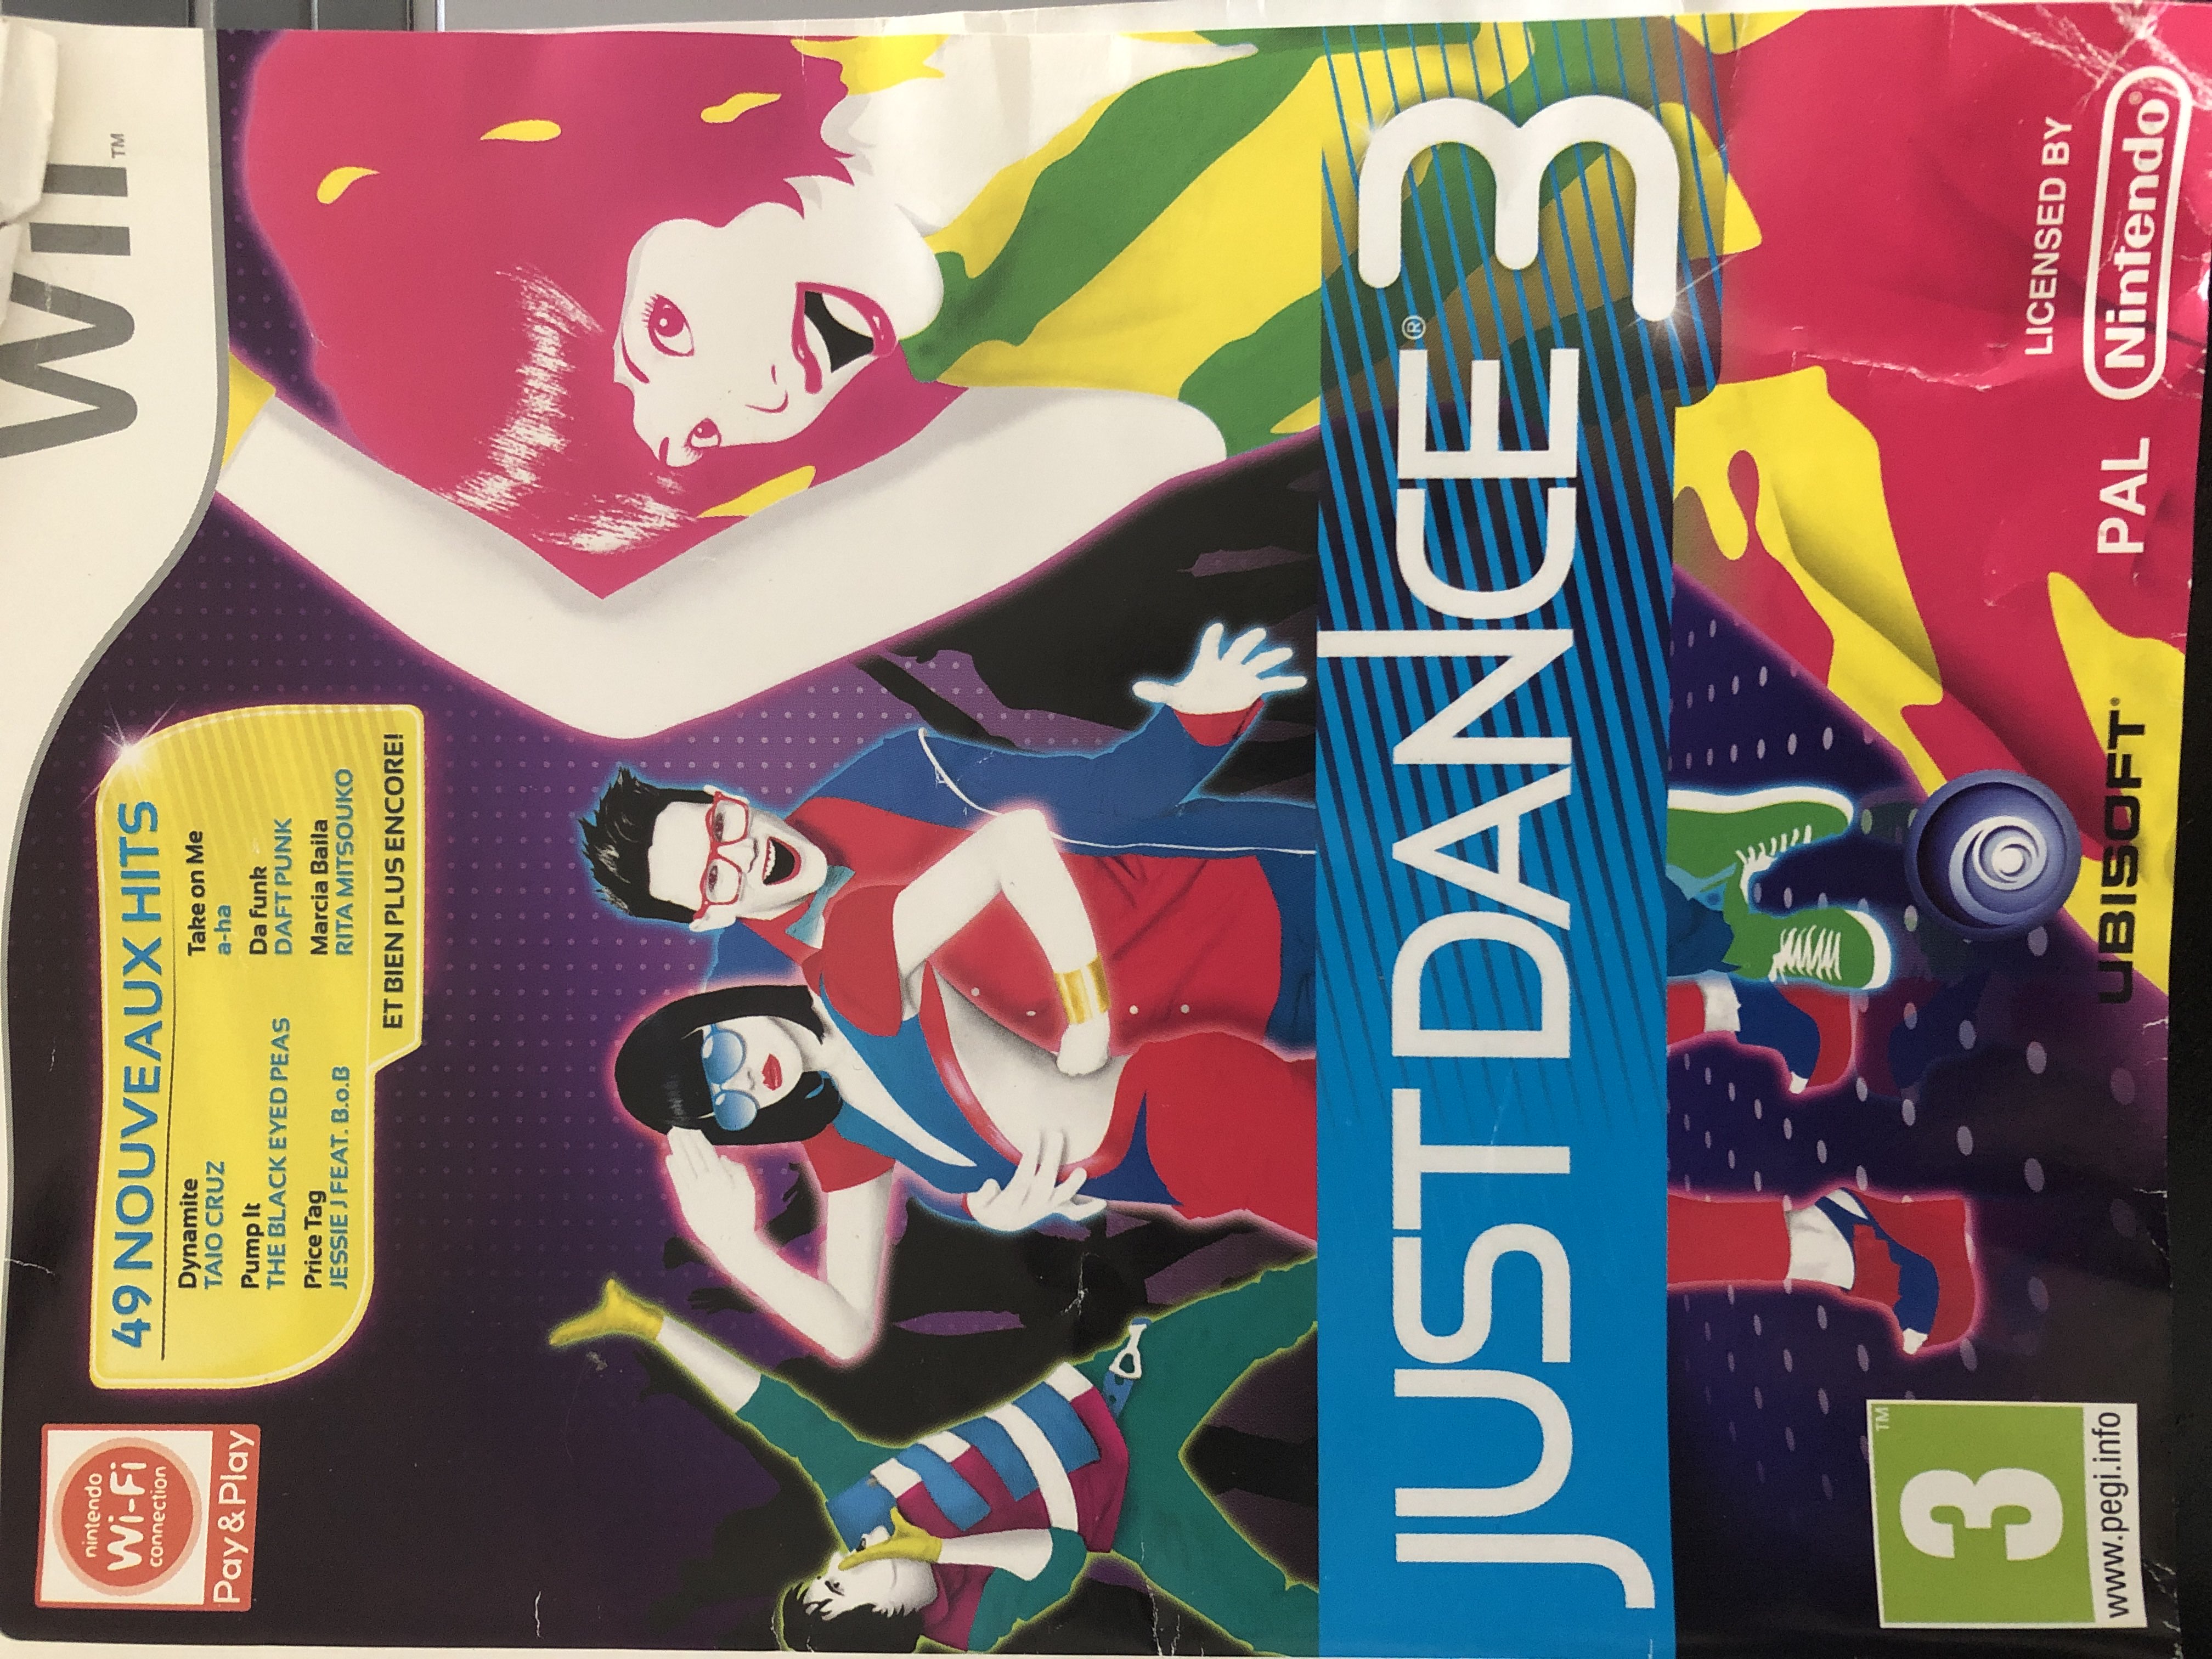 Wii™
nintendo
Wi-Fi
connection
Pay & Play
49 NOUVEAUX HITS
Dynamite
TAIO CRUZ
Pump It
THE BLACK EYED PEAS
Price Tag
JESSIE J FEAT. B.o.B
Take on Me
a-ha
Da funk
DAFT PUNK
Marcia Baila
RITA MITSOUKO
ET BIEN PLUS ENCORE!
JUST DANCE® 3
3™
www.pegi.info
UBISOFT®
LICENSED BY
PAL
Nintendo®